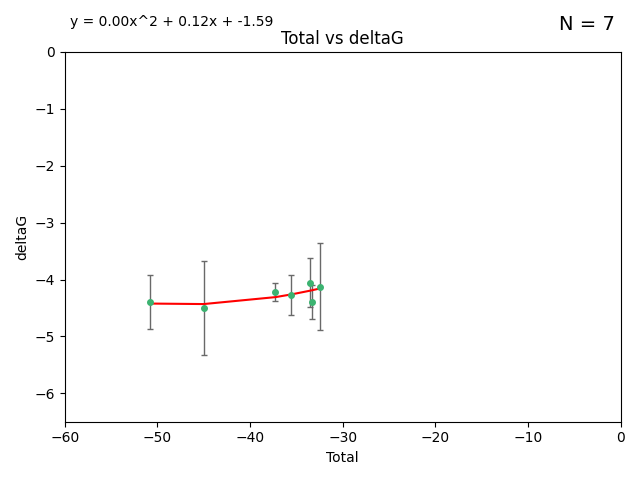 y = 0.00x^2 + 0.12x + -1.59
N = 7
Total vs deltaG
0
−1
−2
−3
−4
−5
−6
deltaG
−60 −50 −40 −30 −20 −10 0
Total